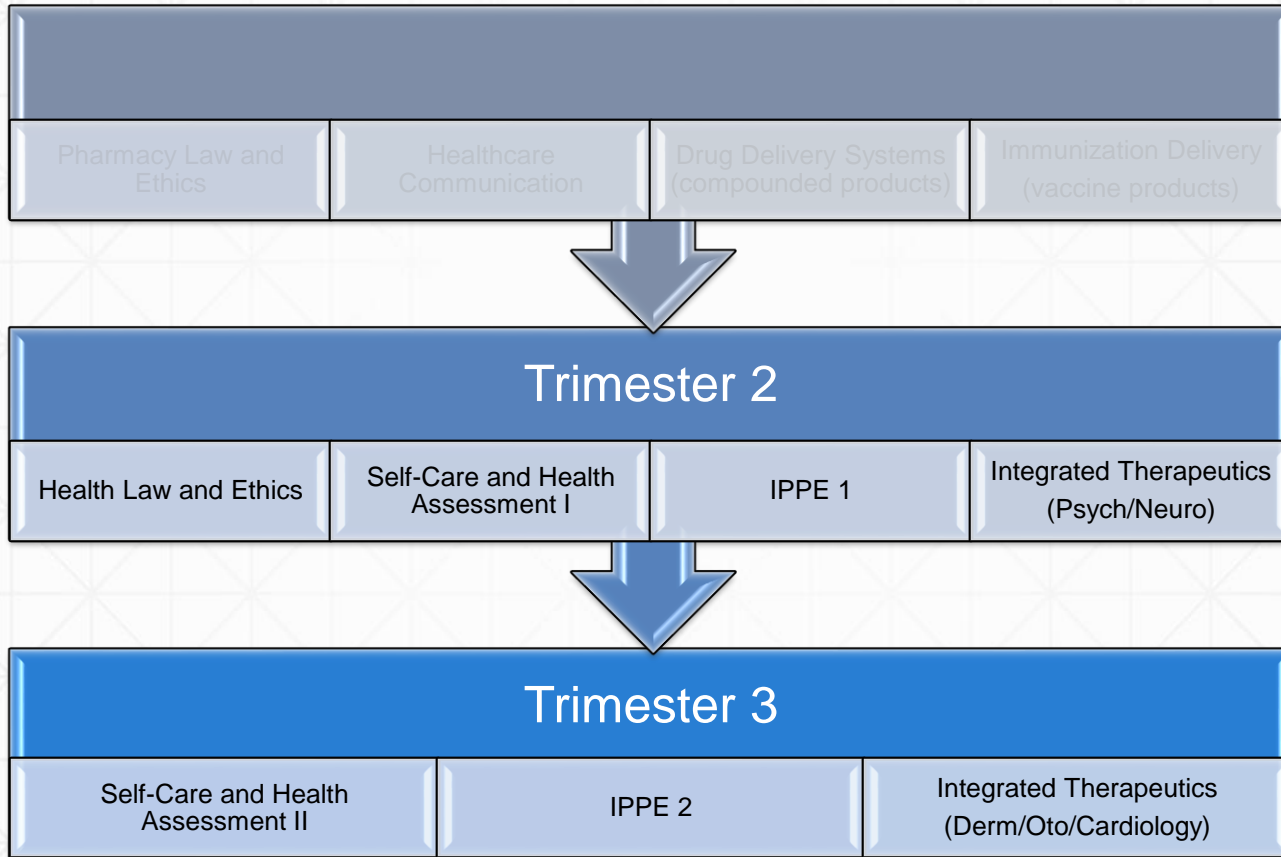 Pharmacy Law and
Ethics
Healthcare
Communication
Drug Delivery Systems
(compounded products)
Immunization Delivery
(vaccine products)
Trimester 2
Health Law and Ethics
Self-Care and Health
Assessment I
IPPE 1
Integrated Therapeutics
(Psych/Neuro)
Trimester 3
Self-Care and Health
Assessment II
IPPE 2
Integrated Therapeutics
(Derm/Oto/Cardiology)